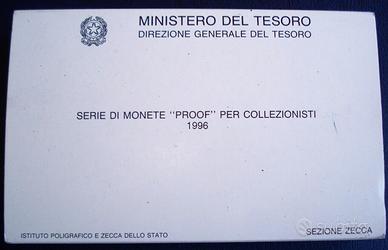 MINISTERO DEL TESORO
DIREZIONE GENERALE DEL TESORO
SERIE DI MONETE "PROOF" PER COLLEZIONISTI
1996
ISTITUTO POLIGRAFICO E ZECCA DELLO STATO
SEZIONE ZECCA